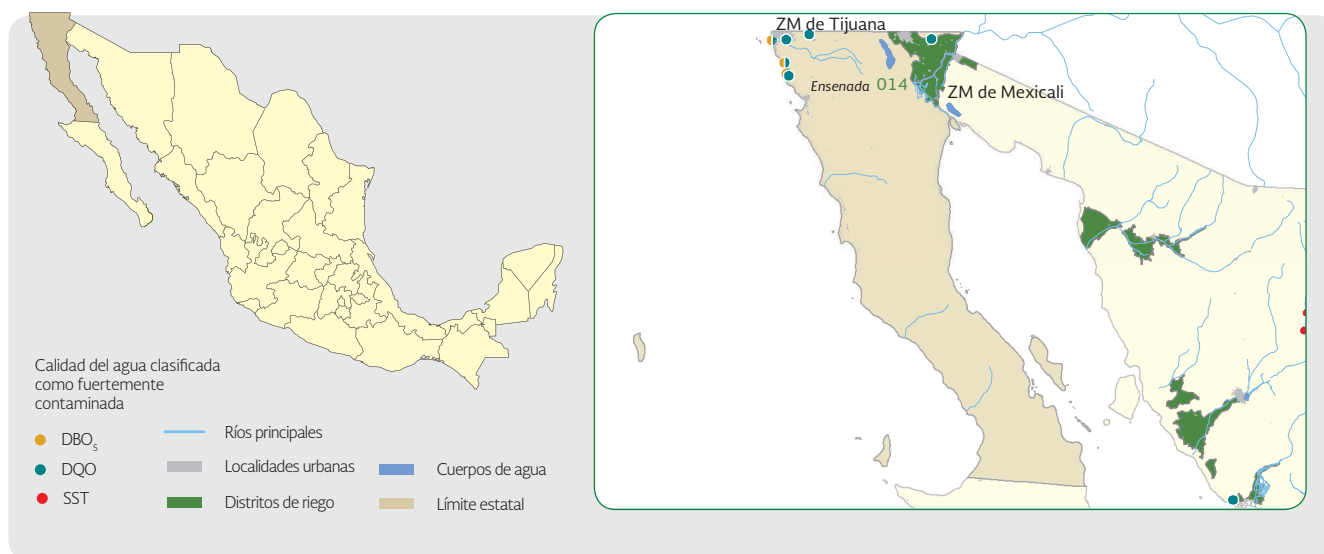 ZM de Tijuana
Ensenada 014
ZM de Mexicali
Calidad del agua clasificada
como fuertemente
contaminada
DBO₅
DQO
SST
Ríos principales
Localidades urbanas
Distritos de riego
Cuerpos de agua
Límite estatal